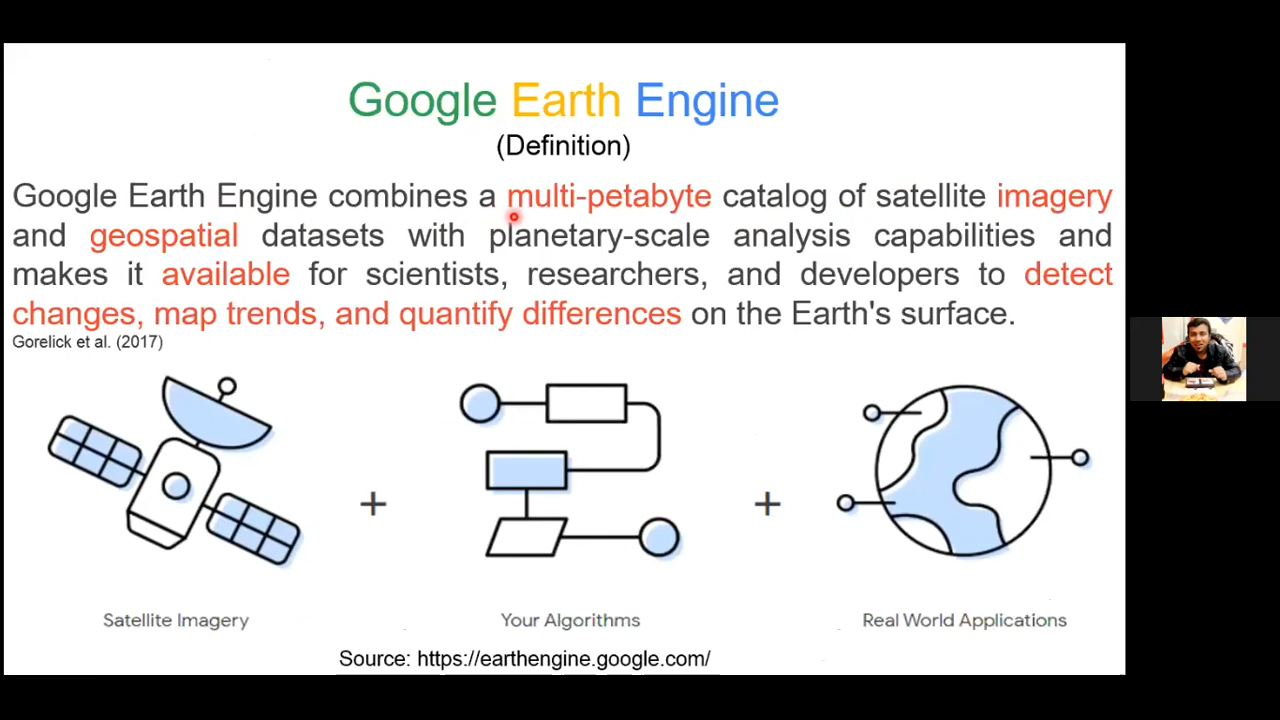 Google Earth Engine
(Definition)
Google Earth Engine combines a multi-petabyte catalog of satellite imagery
and geospatial datasets with planetary-scale analysis capabilities and
makes it available for scientists, researchers, and developers to detect
changes, map trends, and quantify differences on the Earth's surface.
Gorelick et al. (2017)
+
+
Satellite Imagery
Your Algorithms
Real World Applications
Source: https://earthengine.google.com/